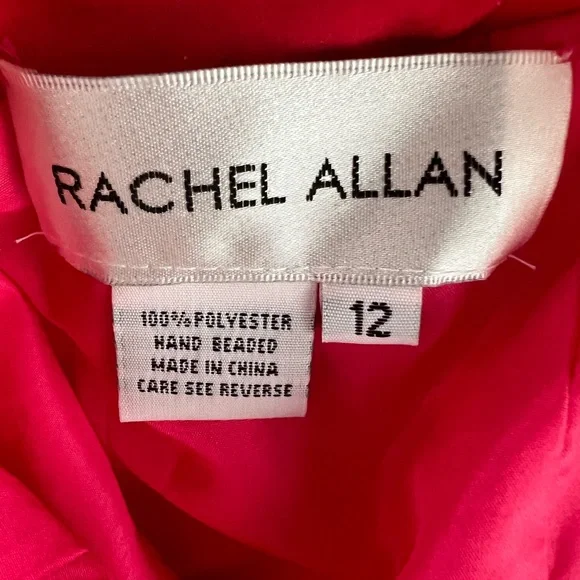 RACHEL ALLAN
100% POLYESTER
HAND BEADED
MADE IN CHINA
CARE SEE REVERSE
12